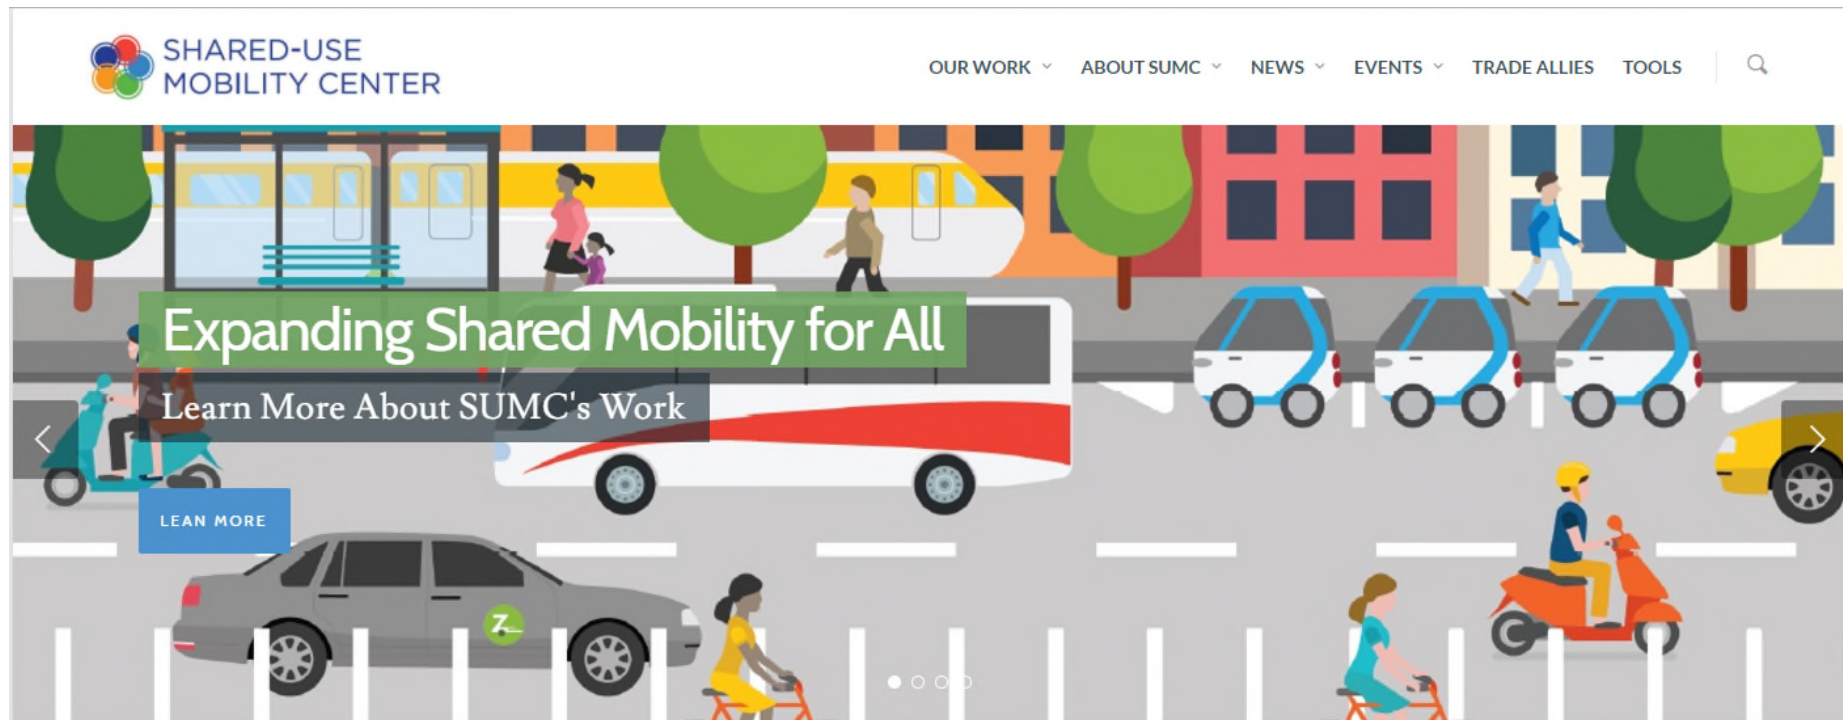 SHARED-USE
MOBILITY CENTER
OUR WORK ABOUT SUMC NEWS EVENTS TRADE ALLIES TOOLS
Expanding Shared Mobility for All
Learn More About SUMC's Work
LEAN MORE
Z